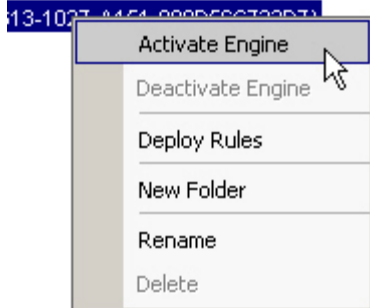 Activate Engine
Deactivate Engine
Deploy Rules
New Folder
Rename
Delete